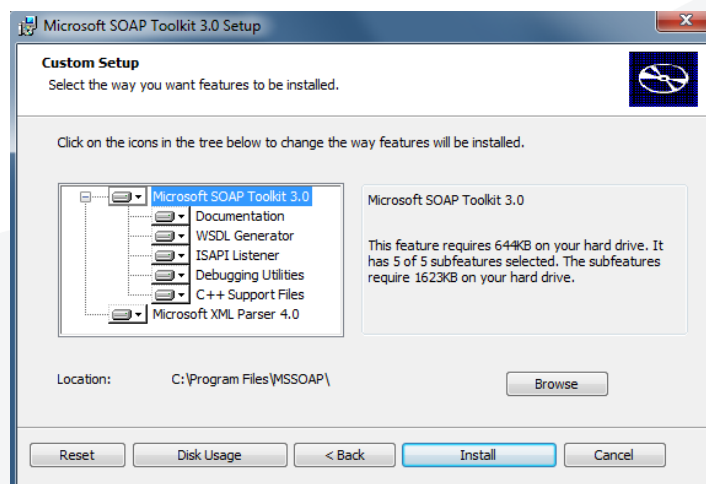 Microsoft SOAP Toolkit 3.0 Setup
Custom Setup
Select the way you want features to be installed.
Click on the icons in the tree below to change the way features will be installed.
Microsoft SOAP Toolkit 3.0
Documentation
WSDL Generator
ISAPI Listener
Debugging Utilities
C++ Support Files
Microsoft XML Parser 4.0
Microsoft SOAP Toolkit 3.0
This feature requires 644KB on your hard drive. It
has 5 of 5 subfeatures selected. The subfeatures
require 1623KB on your hard drive.
Location: C:\Program Files\MSSOAP\
Browse
Reset Disk Usage < Back Install Cancel